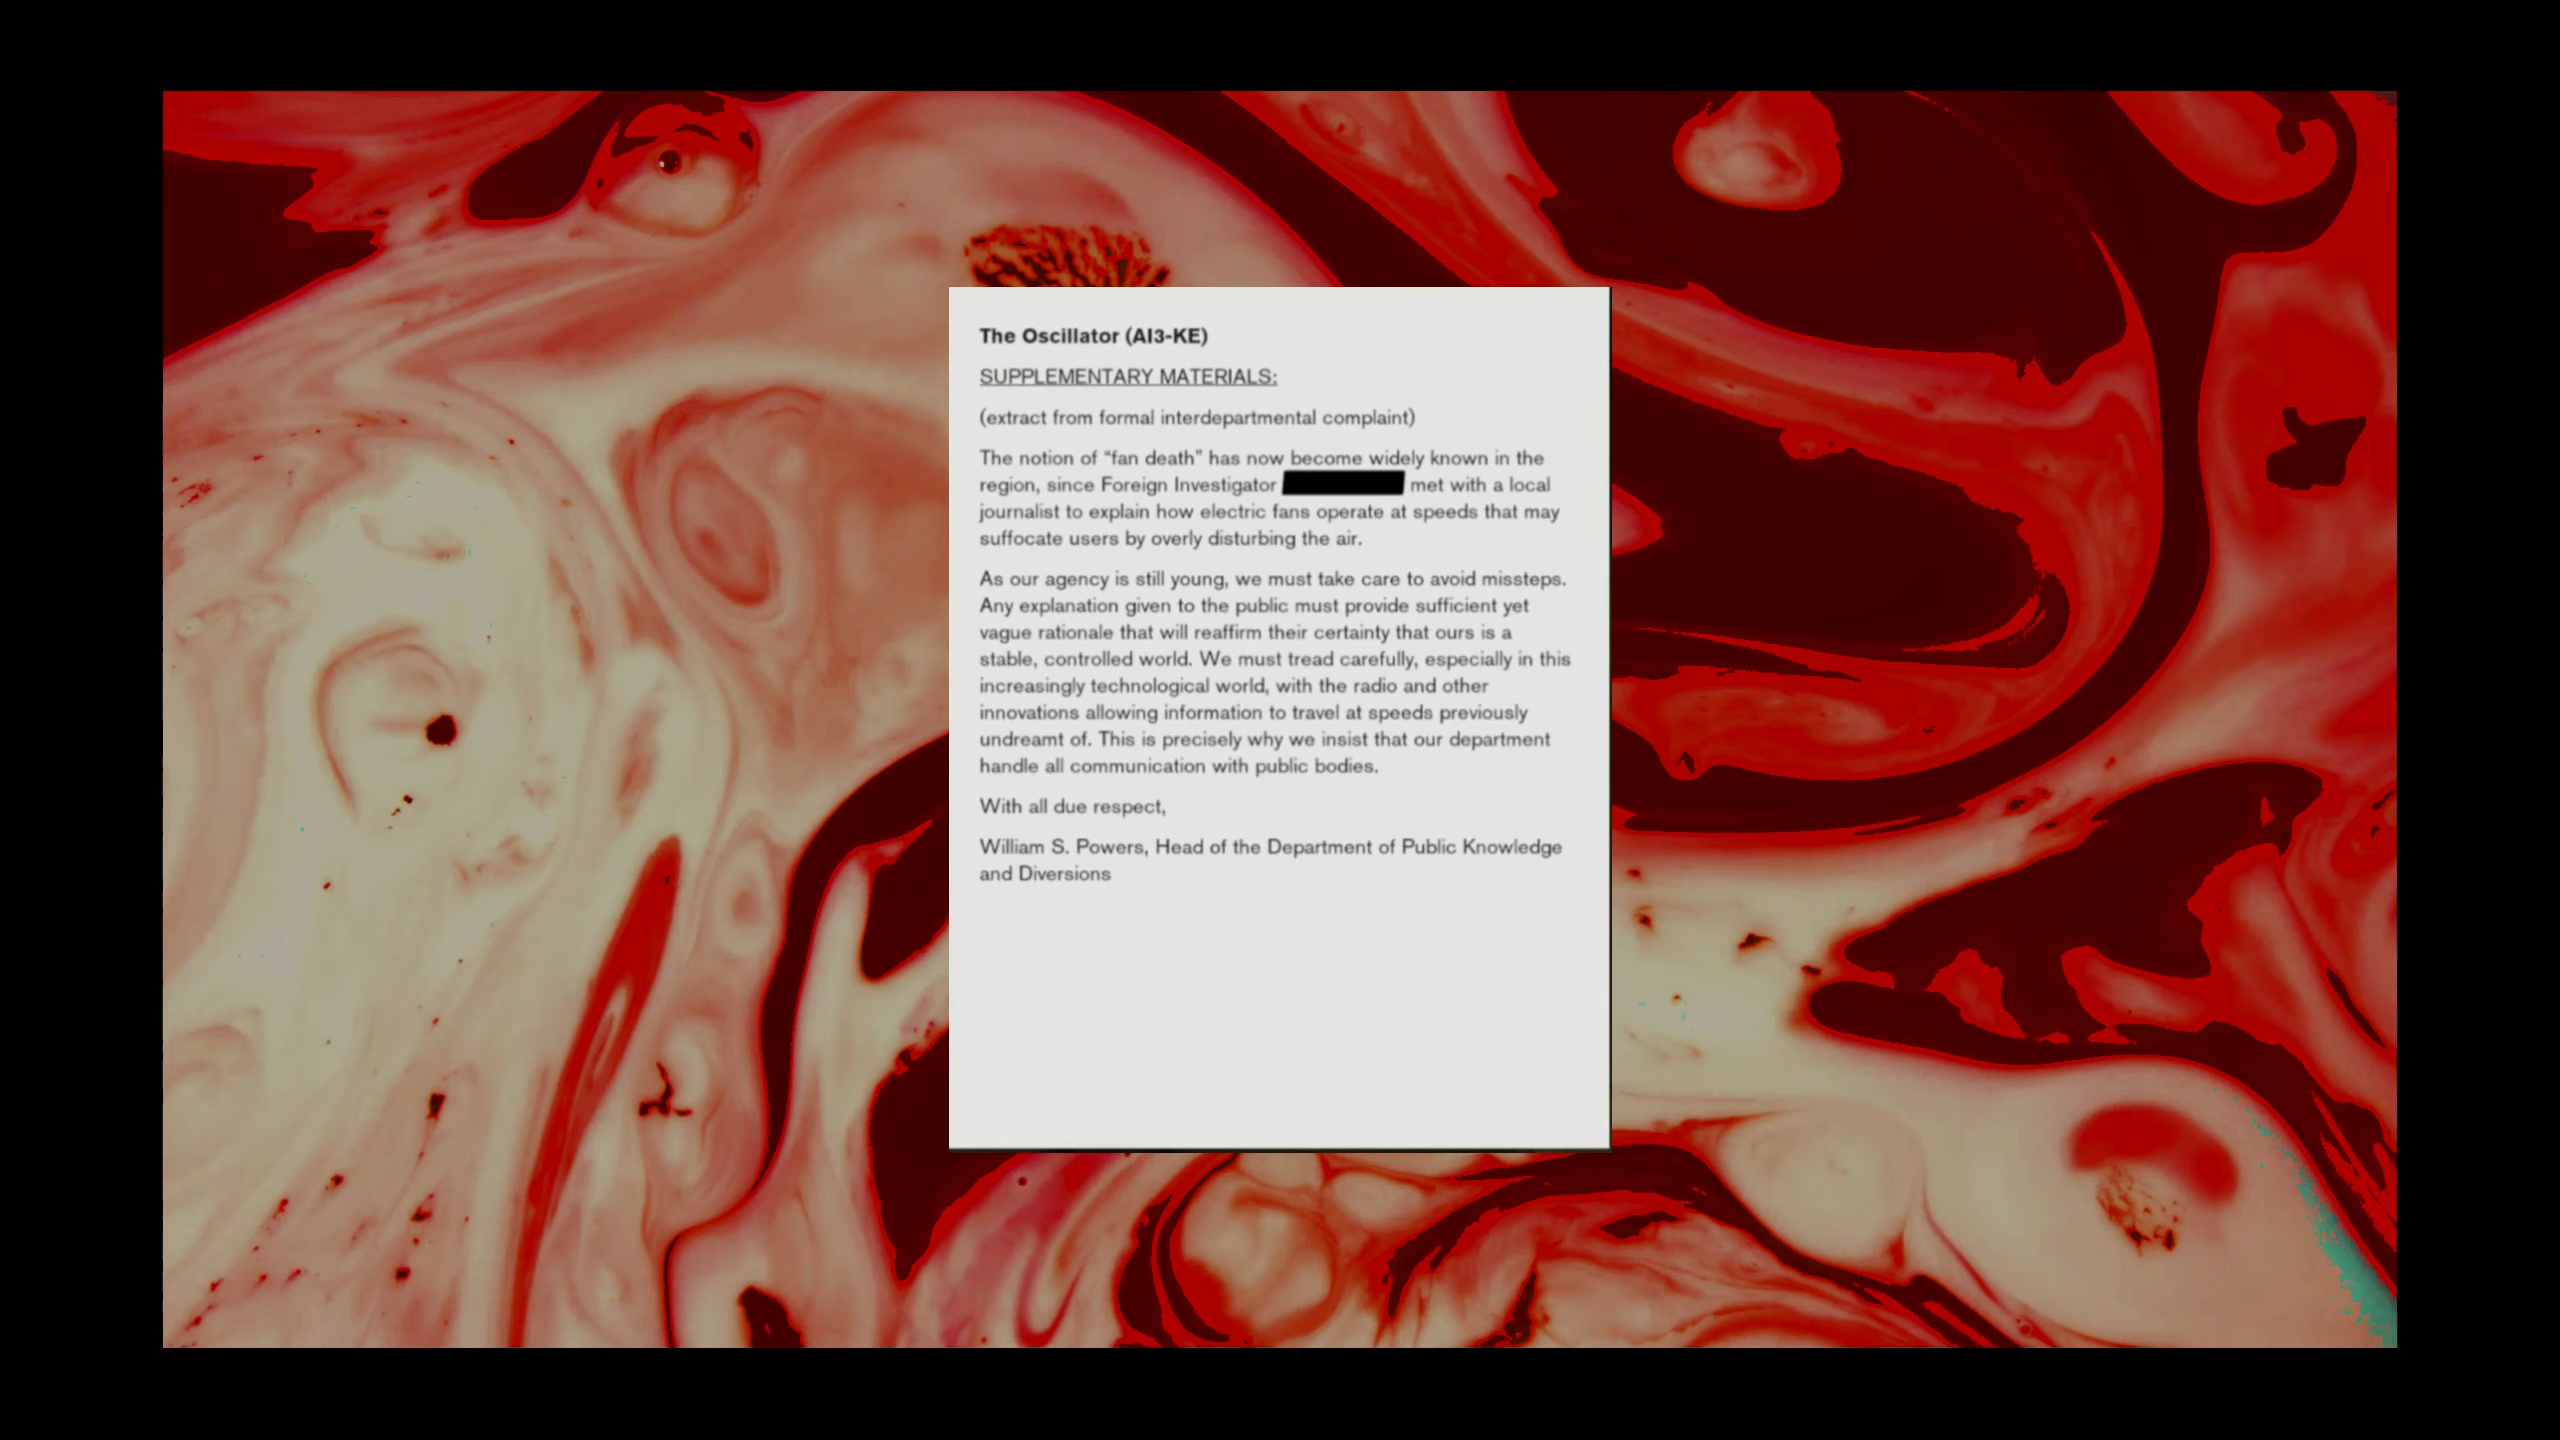 The Oscillator (AI3-KE)
SUPPLEMENTARY MATERIALS:
(extract from formal interdepartmental complaint)
The notion of “fan death” has now become widely known in the
region, since Foreign Investigator met with a local
journalist to explain how electric fans operate at speeds that may
suffocate users by overly disturbing the air.
As our agency is still young, we must take care to avoid missteps.
Any explanation given to the public must provide sufficient yet
vague rationale that will reaffirm their certainty that ours is a
stable, controlled world. We must tread carefully, especially in this
increasingly technological world, with the radio and other
innovations allowing information to travel at speeds previously
undreamt of. This is precisely why we insist that our department
handle all communication with public bodies.
With all due respect,
William S. Powers, Head of the Department of Public Knowledge
and Diversions